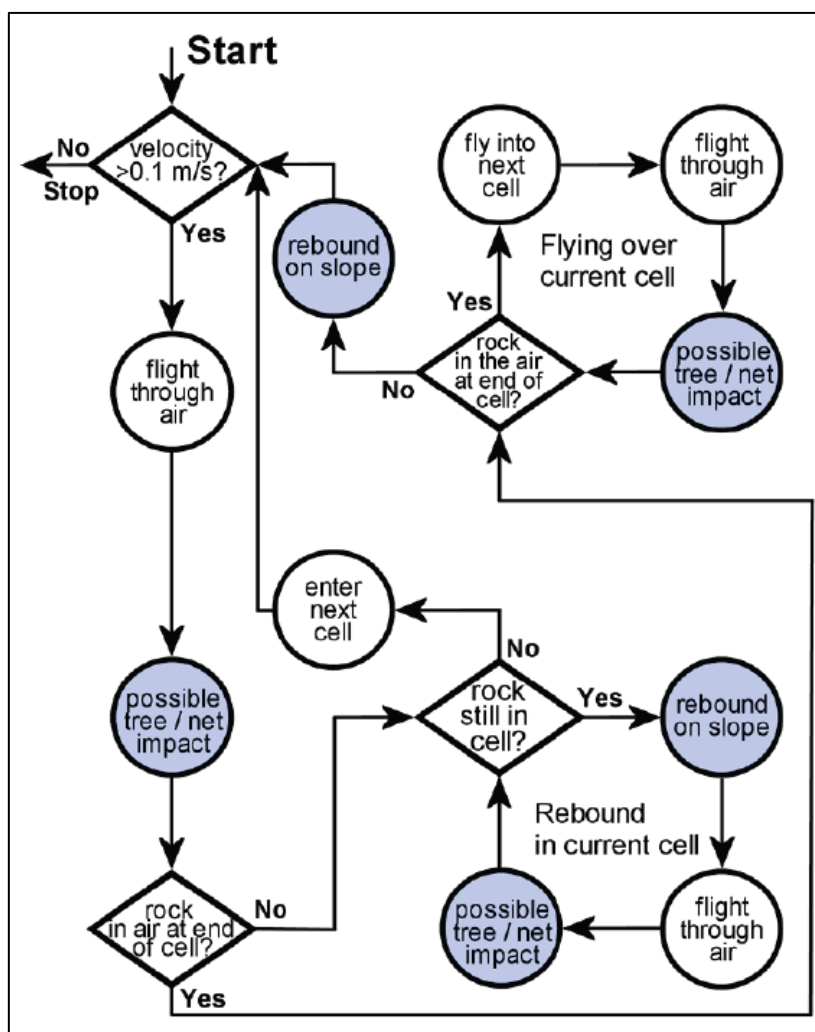 Start
No
Stop
velocity
>0.1 m/s?
Yes
flight
through
air
possible
tree / net
impact
rock
in air at end
of cell?
No
Yes
rebound
on slope
fly into
next
cell
flight
through
air
Flying over
current cell
Yes
rock
in the air
at end of
cell?
No
possible
tree / net
impact
enter
next
cell
No
rock
still in
cell?
Yes
rebound
on slope
Rebound
in current cell
possible
tree / net
impact
flight
through
air